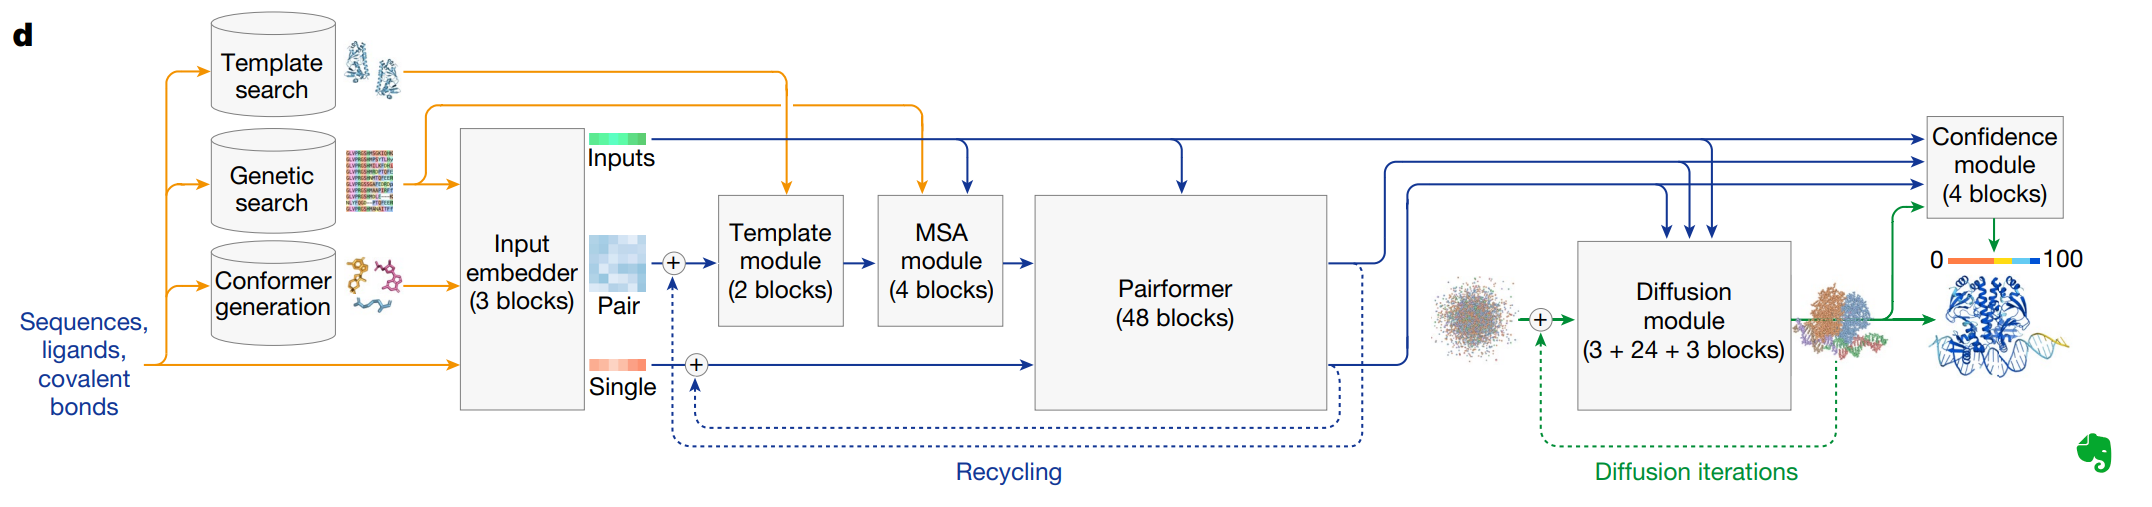 d
Template
search
Genetic
search
Conformer
generation
Sequences,
ligands,
covalent
bonds
Input
embedder
(3 blocks)
Inputs
Pair
Single
Template
module
(2 blocks)
MSA
module
(4 blocks)
Pairformer
(48 blocks)
Recycling
Diffusion
module
(3 + 24 + 3 blocks)
Diffusion iterations
Confidence
module
(4 blocks)
0
100